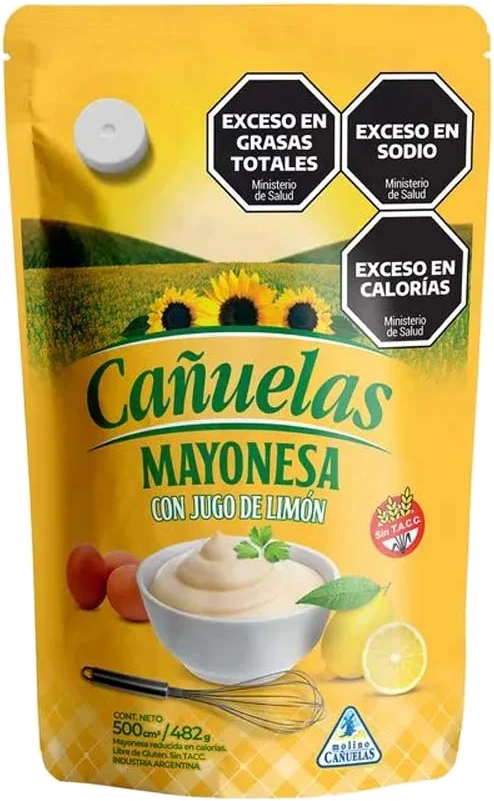 EXCESO EN
GRASAS
TOTALES
Ministerio
de Salud
EXCESO EN
SODIO
Ministerio
de Salud
EXCESO EN
CALORÍAS
Ministerio
de Salud
Cañuelas
MAYONESA
CON JUGO DE LIMÓN
Sin T.A.C.C.
CONT. NETO
500cm³/482g
Mayonesa reducida en calorías.
Libre de Gluten. Sin TACC.
INDUSTRIA ARGENTINA
molino
CAÑUELAS